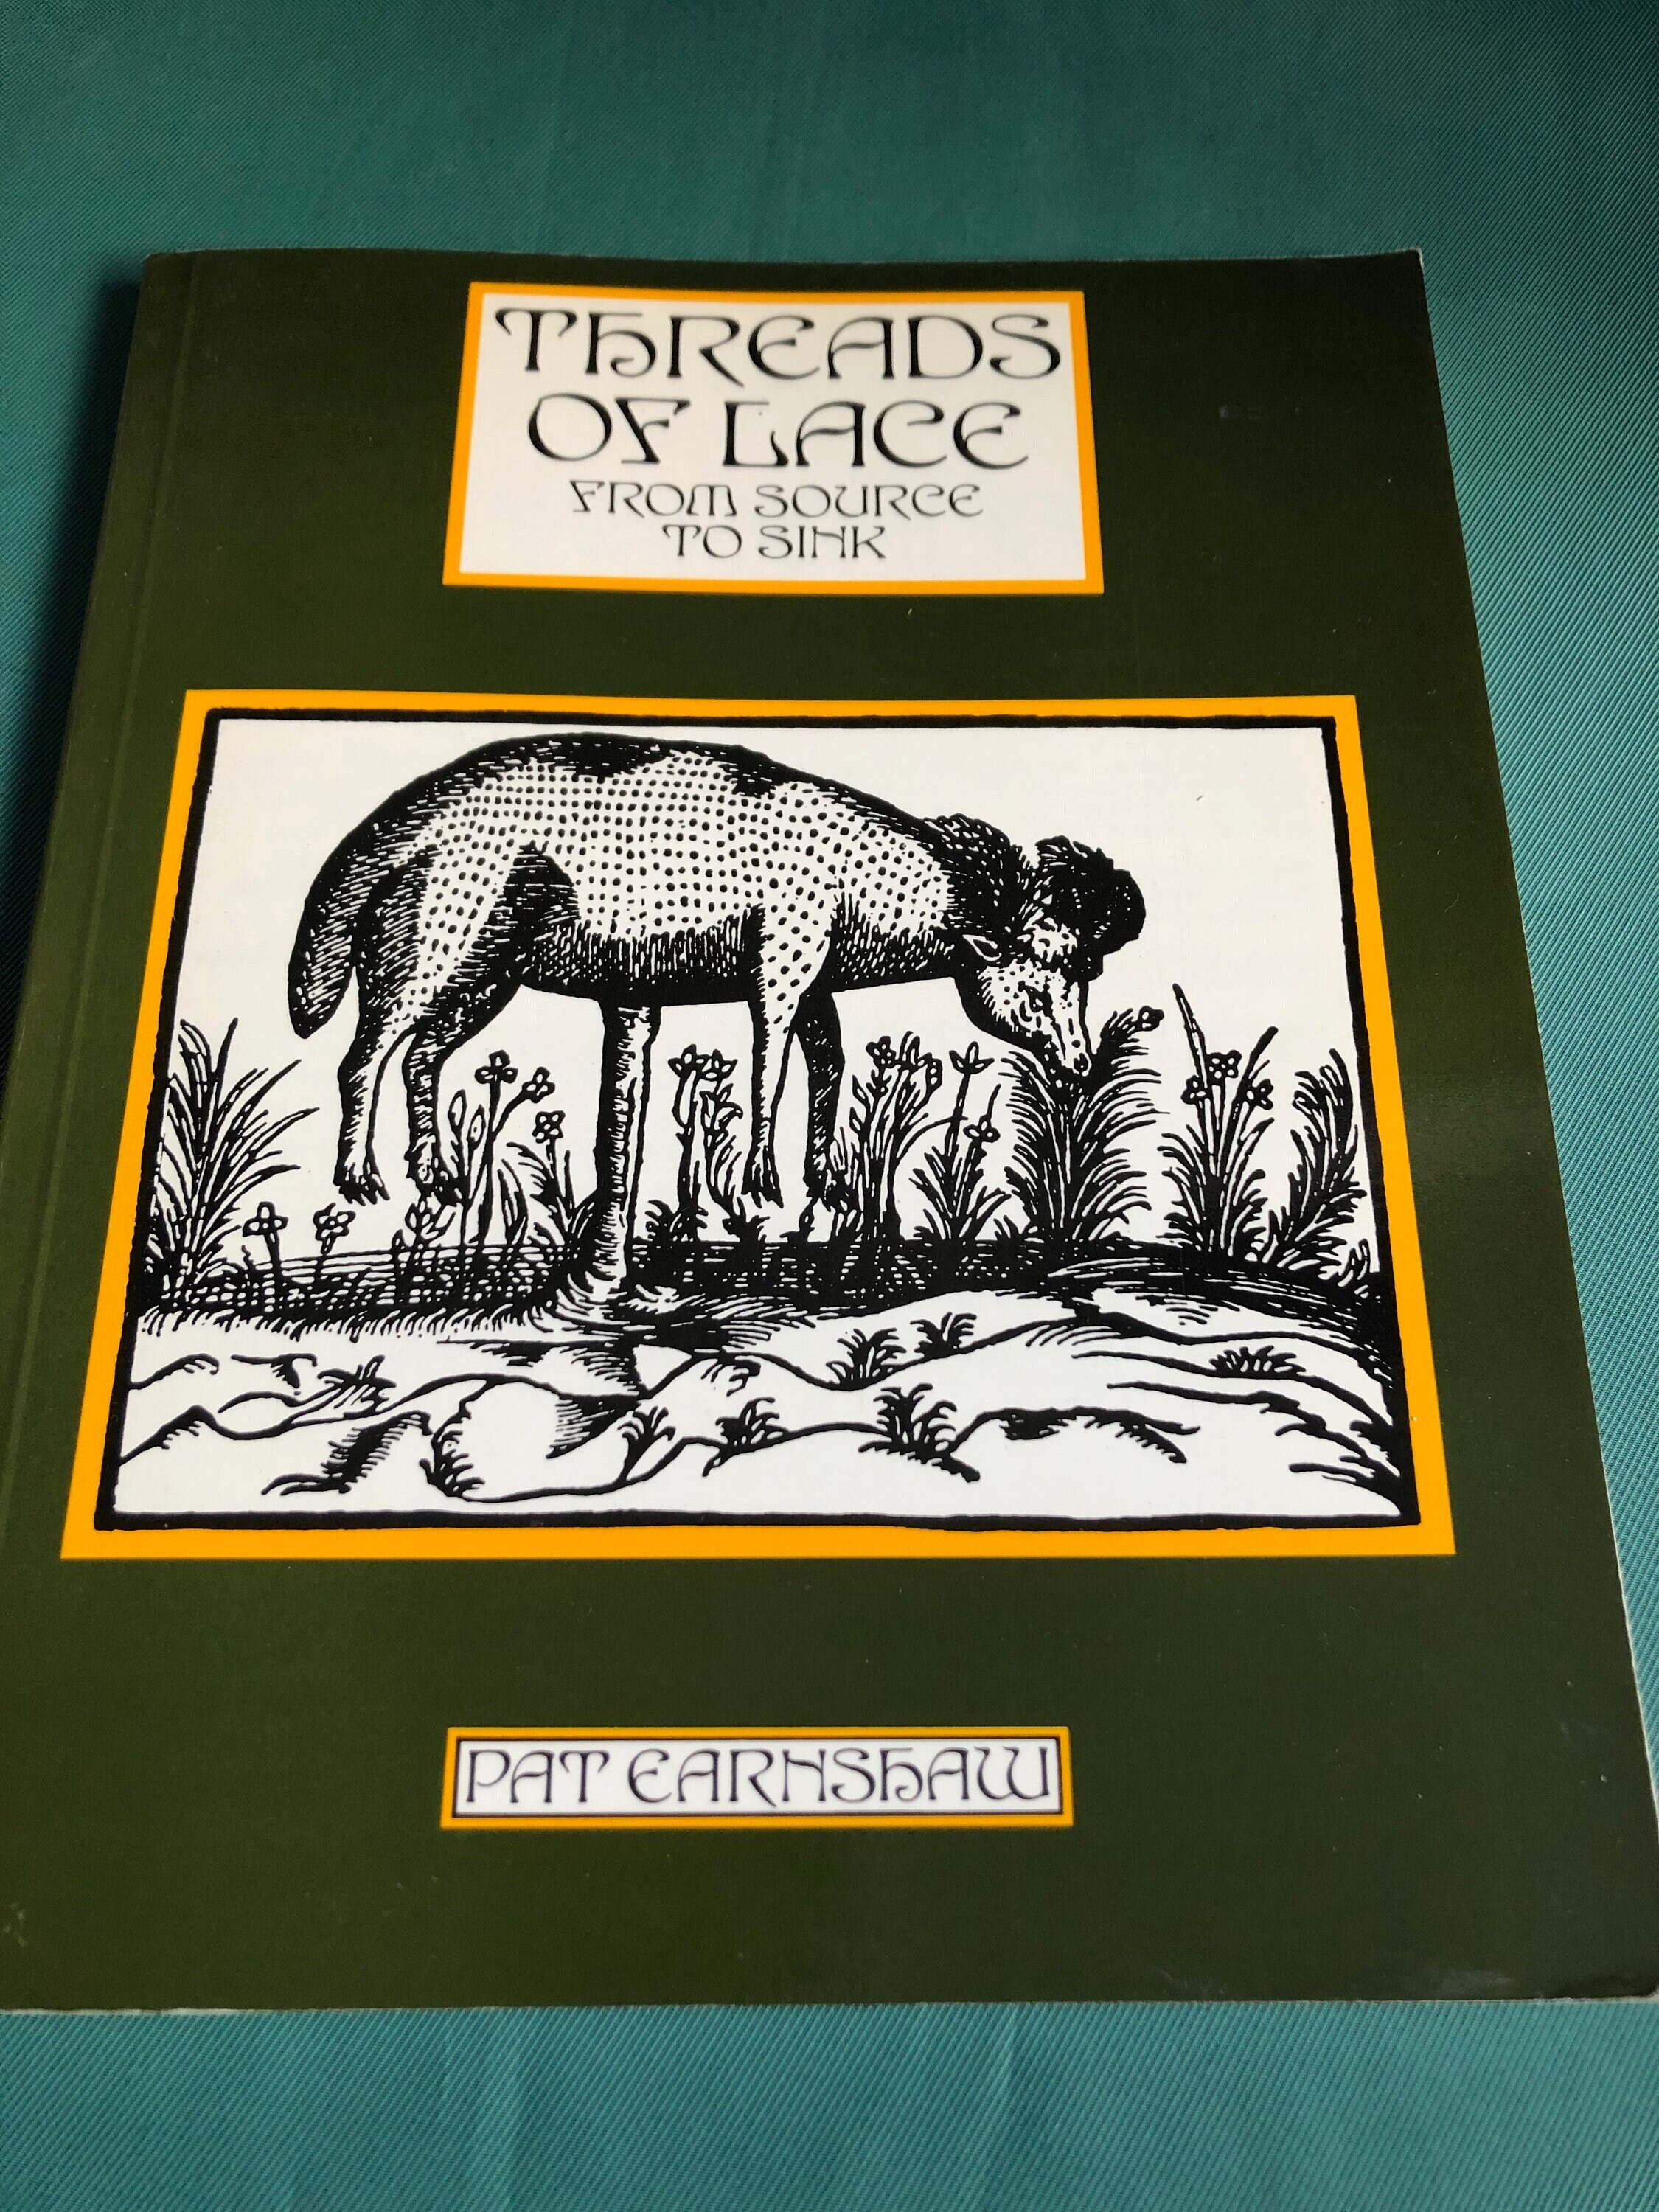 THREADS
OF LACE
FROM SOURCE
TO SINK
PAT EARNSHAW